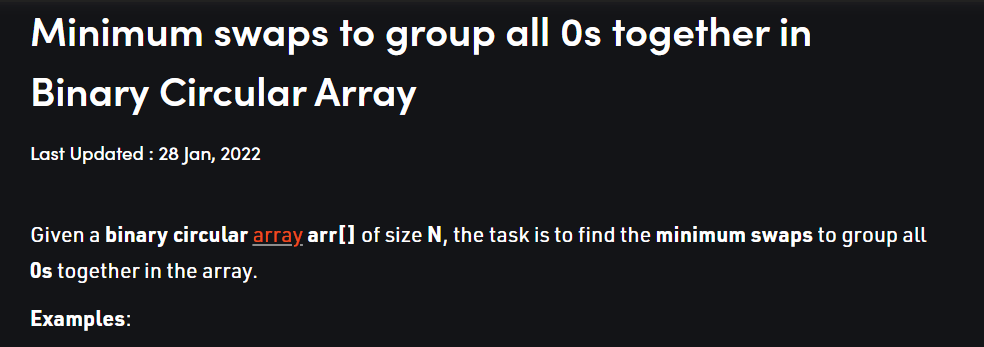 Minimum swaps to group all 0s together in
Binary Circular Array
Last Updated : 28 Jan, 2022
Given a binary circular array arr[] of size N, the task is to find the minimum swaps to group all
0s together in the array.
Examples: